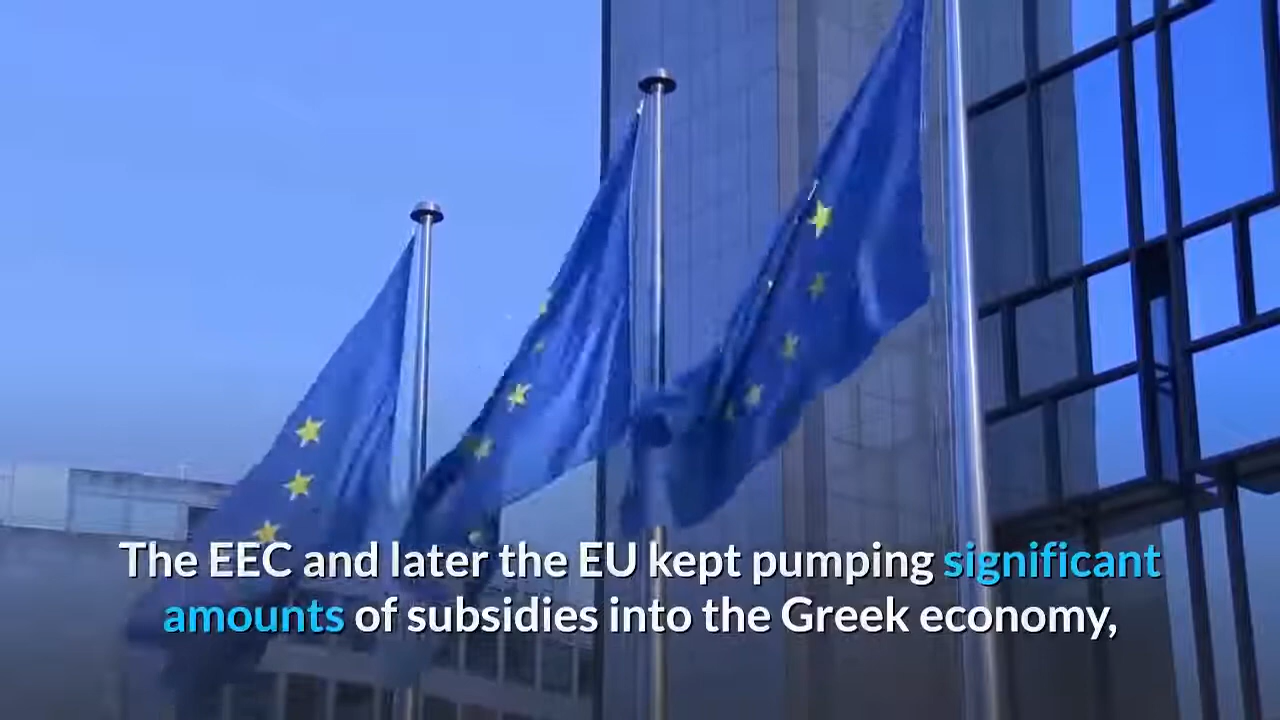 The EEC and later the EU kept pumping significant
amounts of subsidies into the Greek economy,